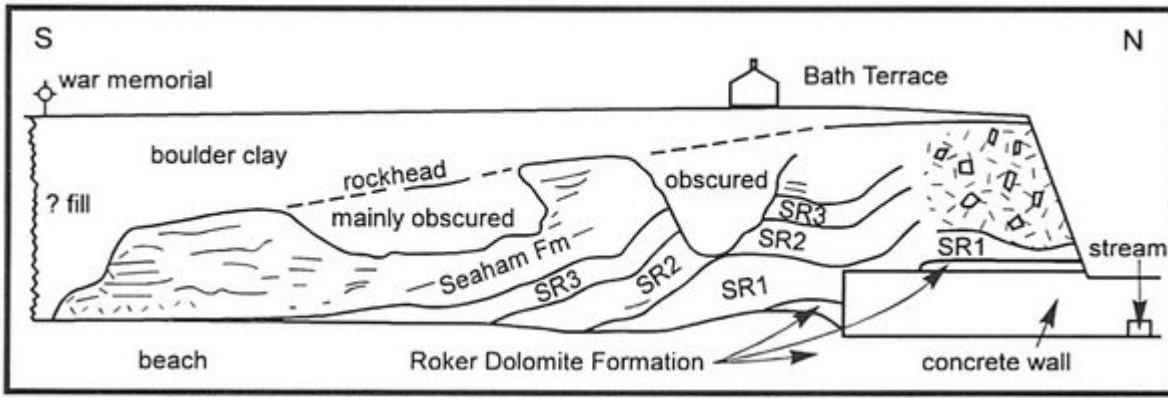 S
N
war memorial
Bath Terrace
boulder clay
rockhead
obscured
? fill
mainly obscured
SR3
SR2
SR1
stream
Seaham Fm
SR3
SR2
SR1
beach
Roker Dolomite Formation
concrete wall